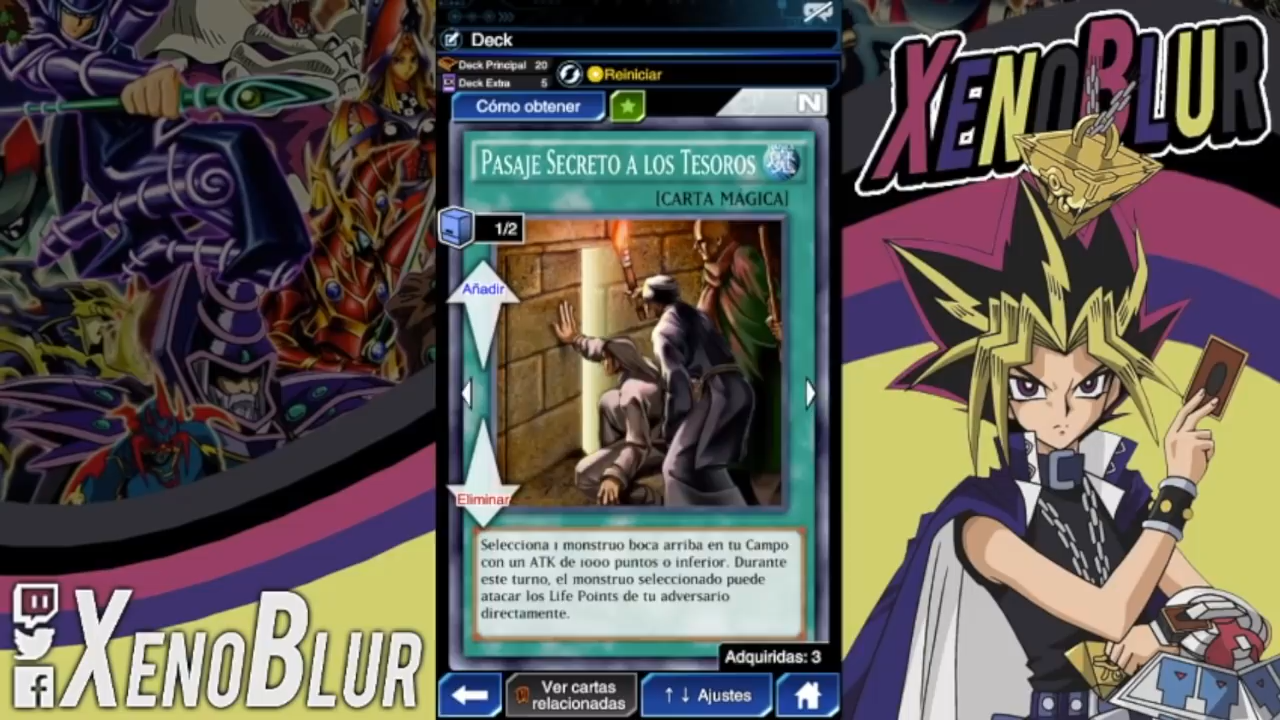 Deck
Deck Principal 20
Deck Extra 5
Reiniciar
Cómo obtener
N
PASAJE SECRETO A LOS TESOROS
[CARTA MÁGICA]
1/2
Añadir
Eliminar
Selecciona 1 monstruo boca arriba en tu Campo
con un ATK de 1000 puntos o inferior. Durante
este turno, el monstruo seleccionado puede
atacar los Life Points de tu adversario
directamente.
Adquiridas: 3
Ver cartas
relacionadas
↑ ↓ Ajustes
XENOBLUR
XENOBLUR